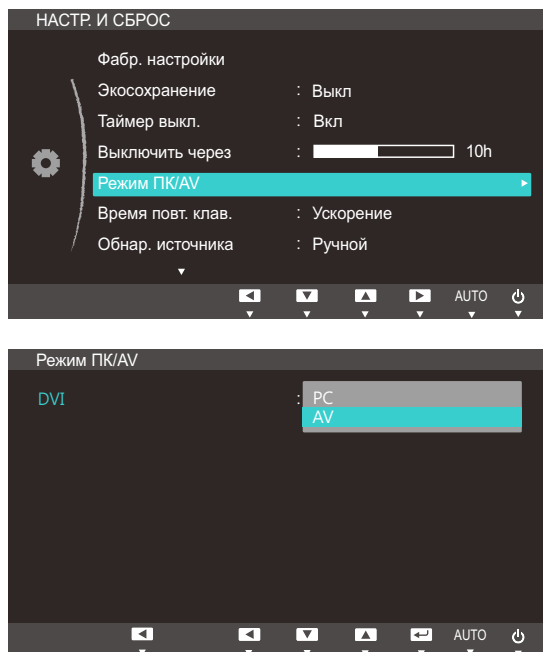 НАСТР. И СБРОС
Фабр. настройки
Экосохранение : Выкл
Таймер выкл. : Вкл
Выключить через : 10h
Режим ПК/AV
Время повт. клав. : Ускорение
Обнар. источника : Ручной
AUTO
Режим ПК/AV
DVI : PC
AV
AUTO